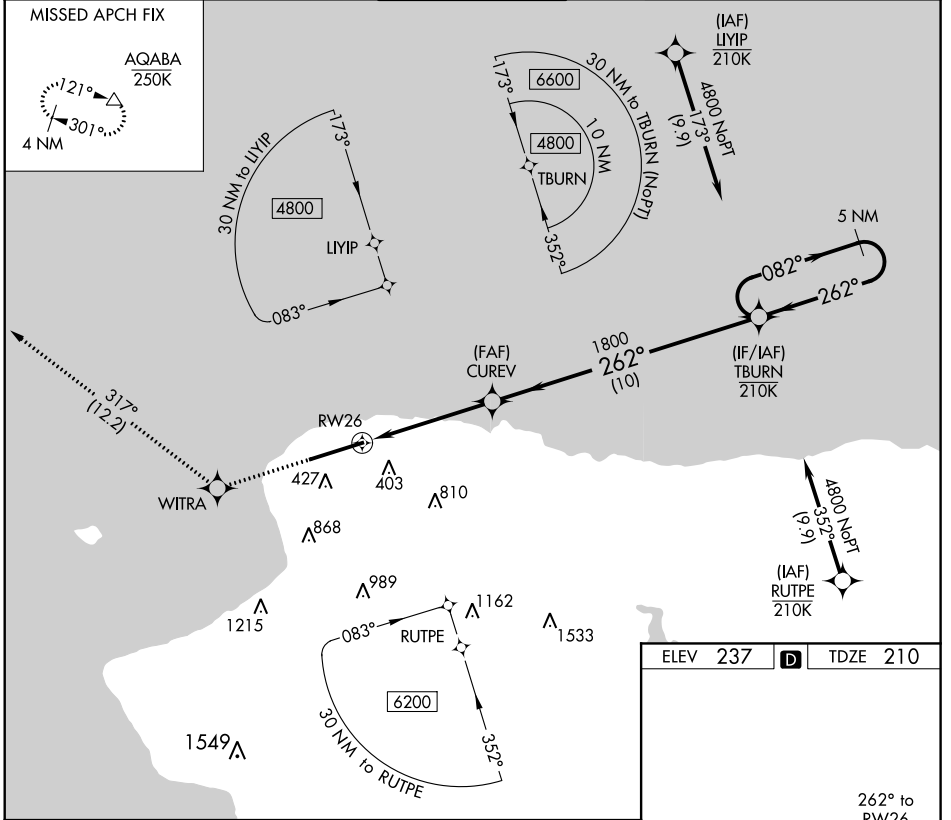 MISSED APCH FIX
AQABA
250K
121°
301°
4 NM
(IAF)
LIYIP
210K
4800 NoPT
173°
(9.9)
30 NM to LIYIP
173°
4800
LIYIP
083°
173°
6600
30 NM to TBURN (NoPT)
10 NM
4800
TBURN
352°
5 NM
082°
262°
(IF/IAF)
TBURN
210K
1800
262°
(10)
(FAF)
CUREV
RW26
317°
(12.2)
WITRA
427
403
810
868
989
1215
1162
1533
1549
4800 NoPT
352°
(9.9)
(IAF)
RUTPE
210K
083°
RUTPE
6200
352°
30 NM to RUTPE
ELEV 237 D TDZE 210
262° to
RW26